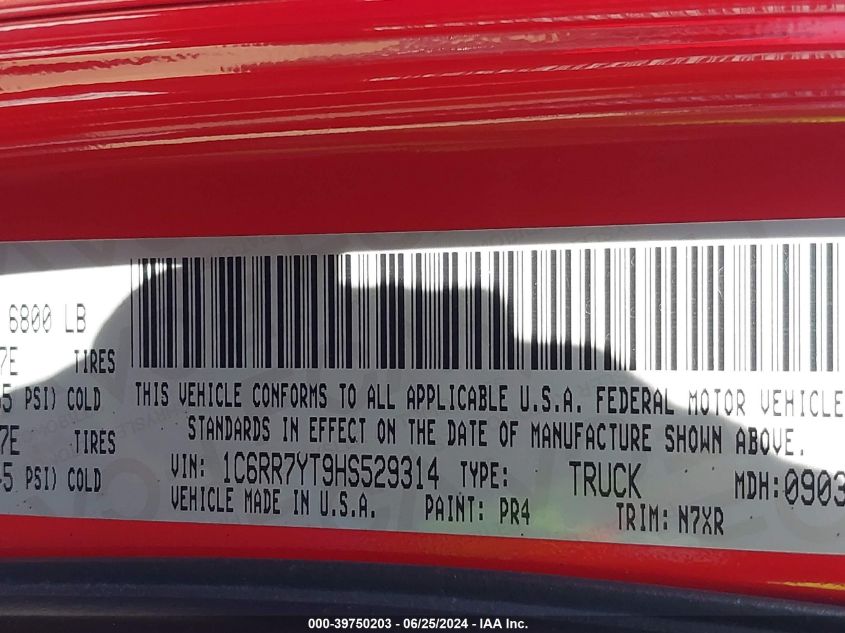 6800 LB
7E TIRES
5 PSI) COLD
7E TIRES
5 PSI) COLD
THIS VEHICLE CONFORMS TO ALL APPLICABLE U.S.A. FEDERAL MOTOR VEHICLE
STANDARDS IN EFFECT ON THE DATE OF MANUFACTURE SHOWN ABOVE.
VIN: 1C6RR7YT9HS529314 TYPE: TRUCK MDH: 0903
VEHICLE MADE IN U.S.A. PAINT: PR4 TRIM: N7XR
000-39750203 - 06/25/2024 - IAA Inc.